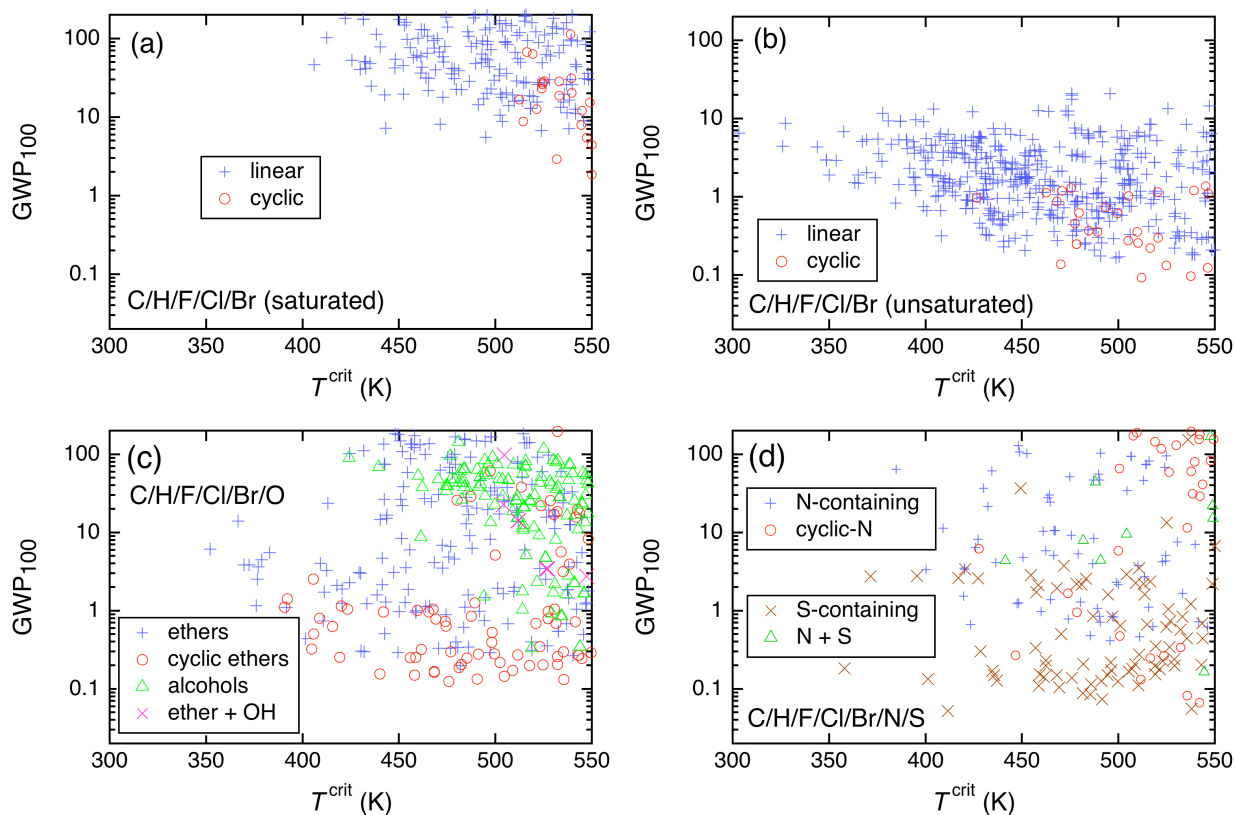 (a)
100
10
1
0.1
GWP100
linear
cyclic
C/H/F/Cl/Br (saturated)
300 350 400 450 500 550
Tcrit (K)
(b)
100
10
1
0.1
GWP100
linear
cyclic
C/H/F/Cl/Br (unsaturated)
300 350 400 450 500 550
Tcrit (K)
(c)
100
10
1
0.1
GWP100
C/H/F/Cl/Br/O
ethers
cyclic ethers
alcohols
ether + OH
300 350 400 450 500 550
Tcrit (K)
(d)
100
10
1
0.1
GWP100
N-containing
cyclic-N
S-containing
N + S
C/H/F/Cl/Br/N/S
300 350 400 450 500 550
Tcrit (K)